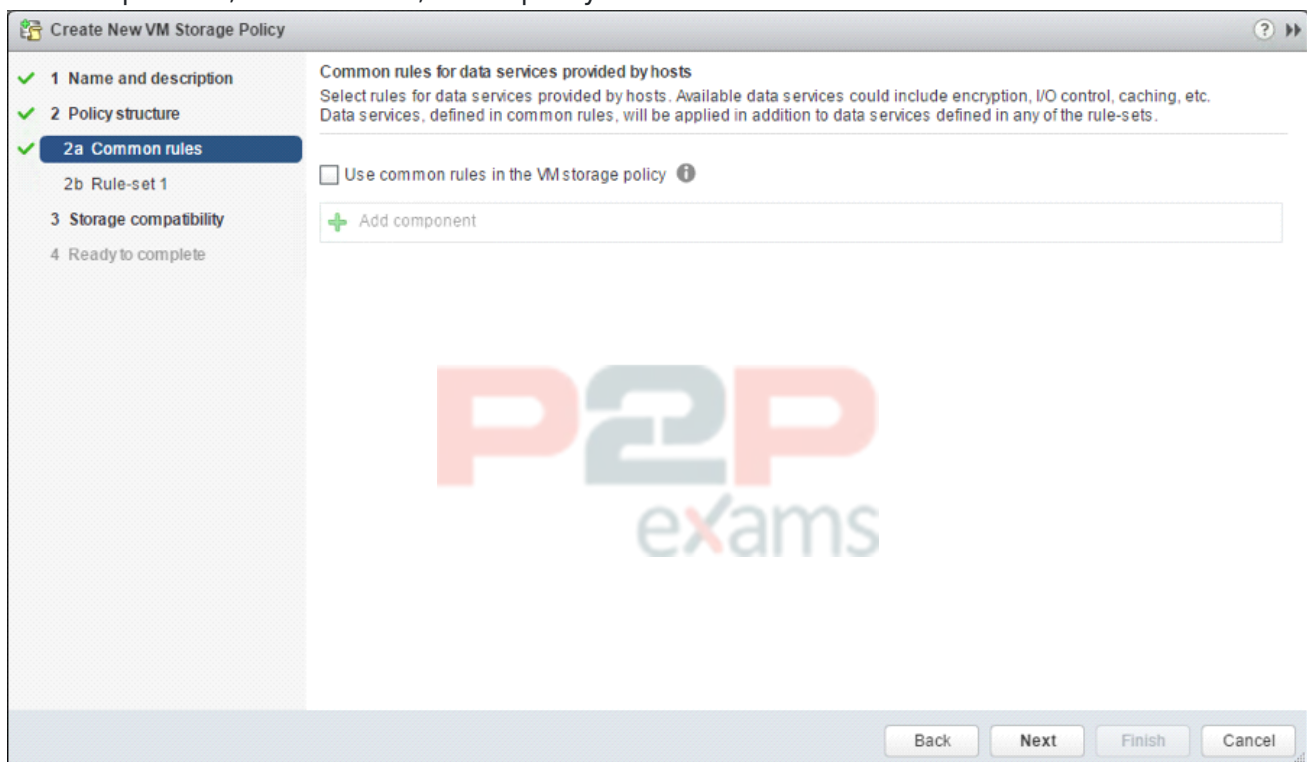 Create New VM Storage Policy
1 Name and description
2 Policy structure
2a Common rules
2b Rule-set 1
3 Storage compatibility
4 Ready to complete
Common rules for data services provided by hosts
Select rules for data services provided by hosts. Available data services could include encryption, I/O control, caching, etc.
Data services, defined in common rules, will be applied in addition to data services defined in any of the rule-sets.
Use common rules in the VM storage policy
Add component
P2P
exams
Back Next Finish Cancel